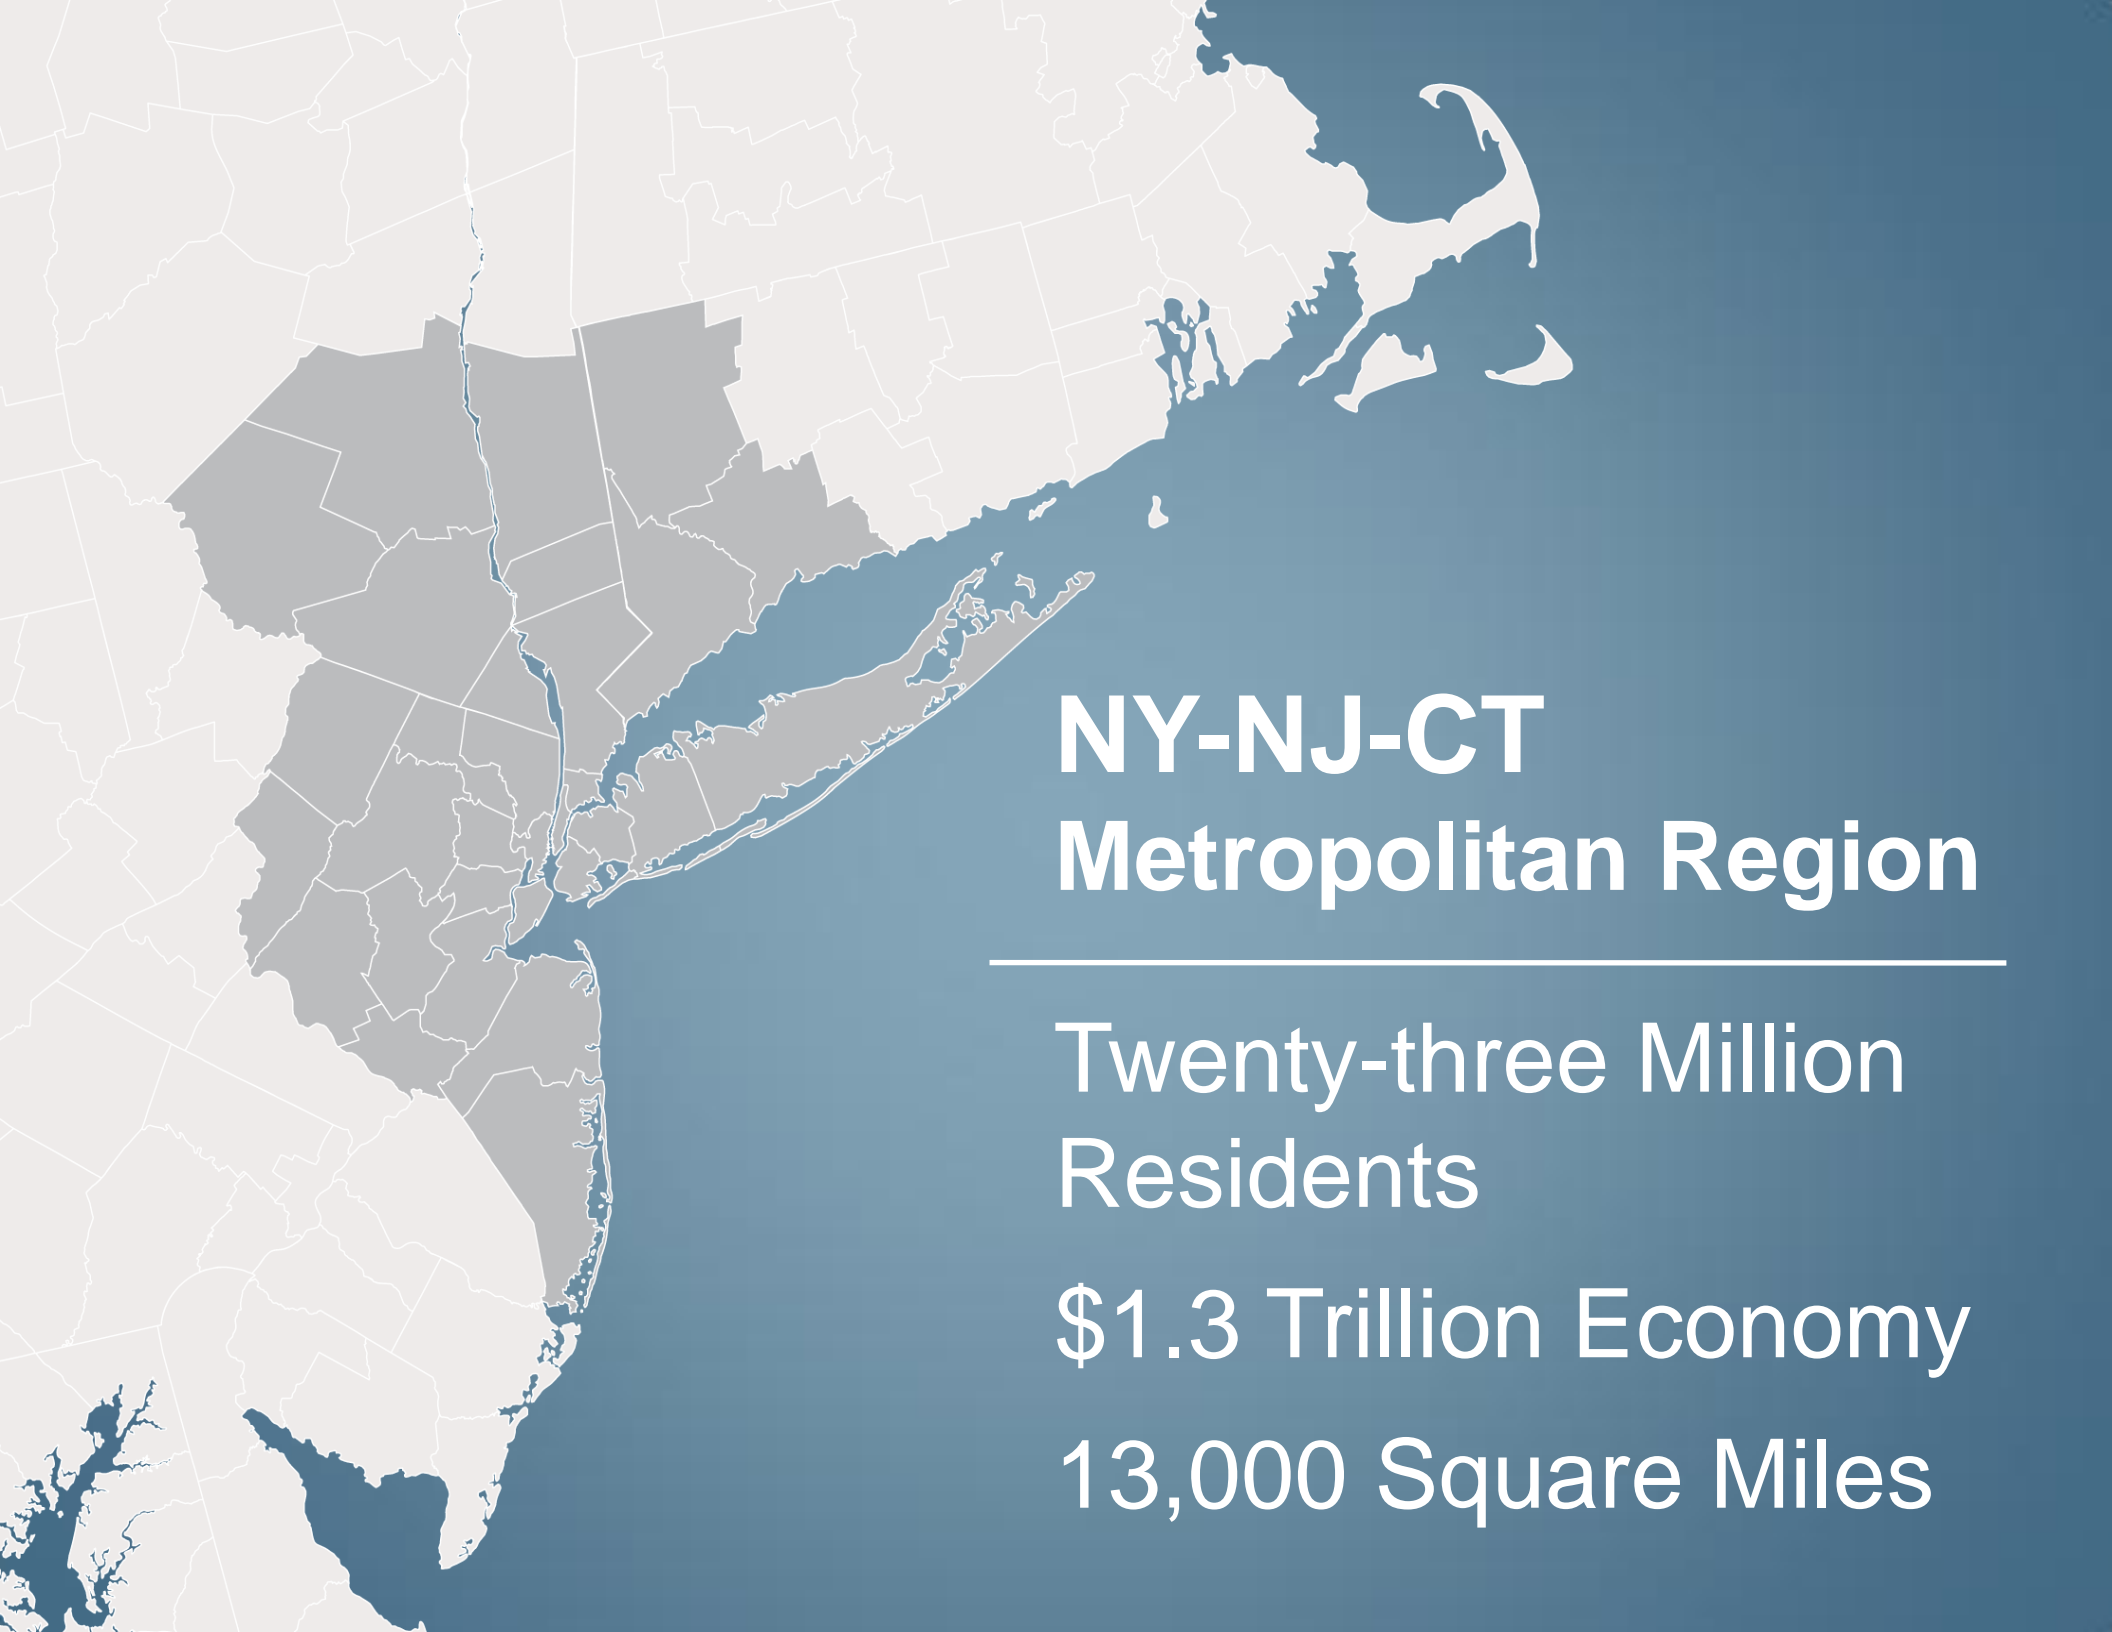 NY-NJ-CT
Metropolitan Region
Twenty-three Million
Residents
$1.3 Trillion Economy
13,000 Square Miles